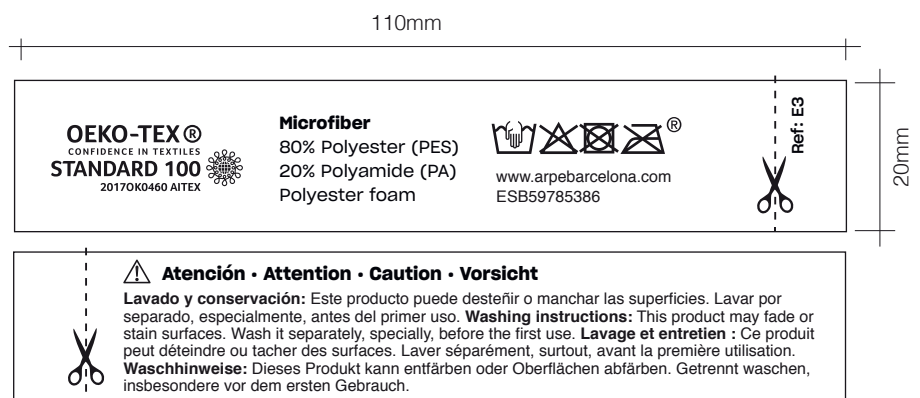 110mm
OEKO-TEX®
CONFIDENCE IN TEXTILES
STANDARD 100
2017OK0460 AITEX
Microfiber
80% Polyester (PES)
20% Polyamide (PA)
Polyester foam
®
www.arpebarcelona.com
ESB59785386
Ref: E3
20mm
Atención · Attention · Caution · Vorsicht
Lavado y conservación: Este producto puede desteñir o manchar las superficies. Lavar por
separado, especialmente, antes del primer uso. Washing instructions: This product may fade or
stain surfaces. Wash it separately, specially, before the first use. Lavage et entretien : Ce produit
peut déteindre ou tacher des surfaces. Laver séparément, surtout, avant la première utilisation.
Waschhinweise: Dieses Produkt kann entfärben oder Oberflächen abfärben. Getrennt waschen,
insbesondere vor dem ersten Gebrauch.